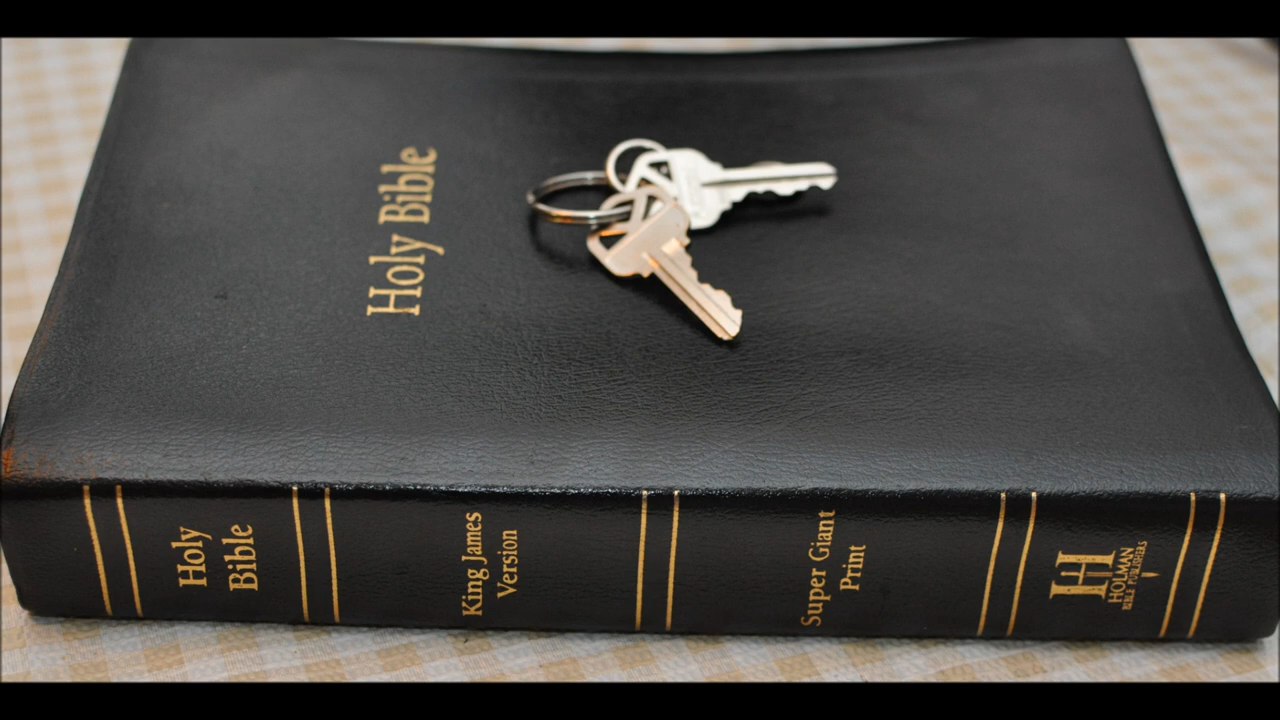 Holy Bible
Holy
Bible
King James
Version
Super Giant
Print
HOLMAN
BIBLE PUBLISHERS